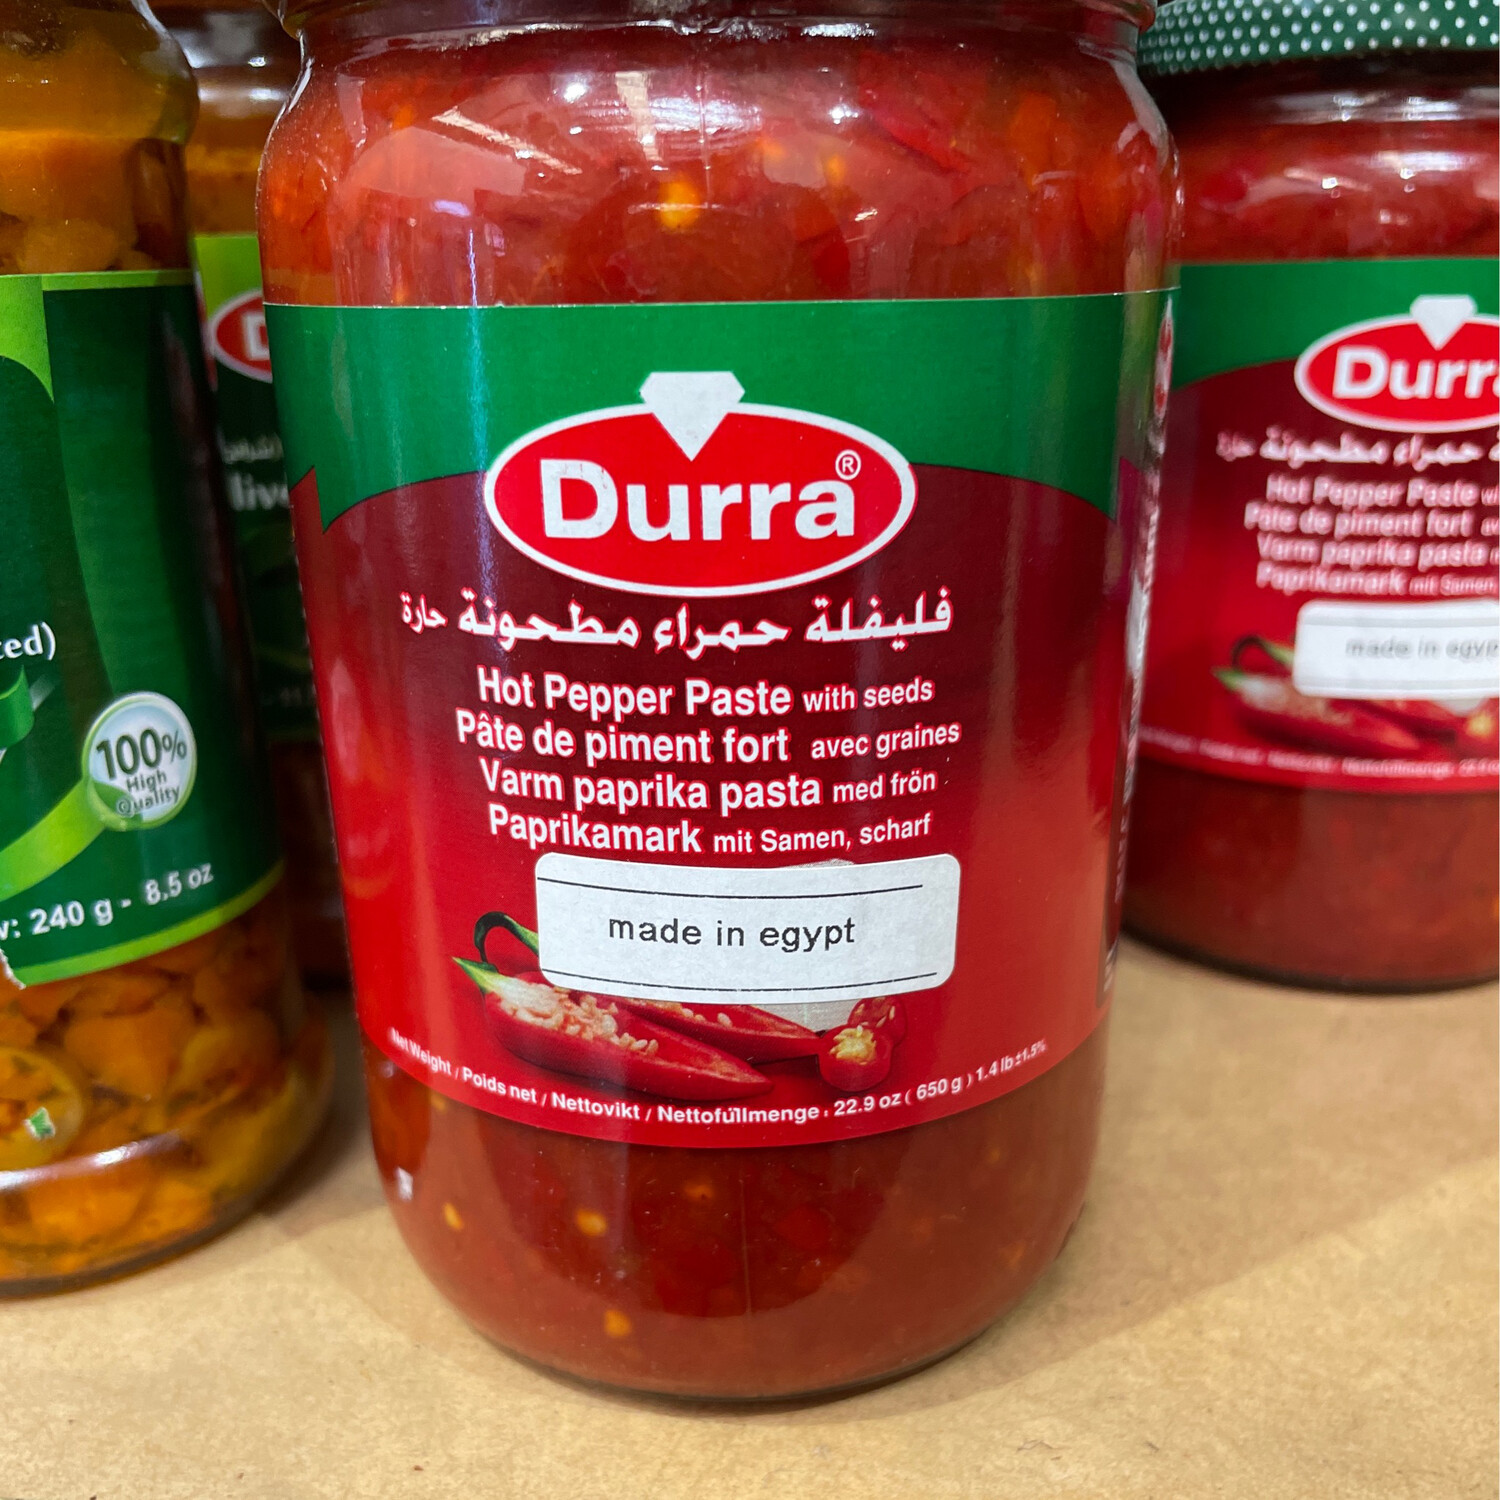 Durra®
فليفلة حمراء مطحونة حارة
Hot Pepper Paste with seeds
Pâte de piment fort avec graines
Varm paprika pasta med frön
Paprikamark mit Samen, scharf
made in egypt
Net Weight / Poids net / Nettovikt / Nettofüllmenge . 22.9 oz ( 650 g ) 1.4 lb±1.5%
100%
High
Quality
240 g - 8.5 oz
Durra
حمراء مطحونة حارة
Hot Pepper Paste
Pâte de piment fort
Varm paprika pasta
Paprikamark mit Samen,
made in